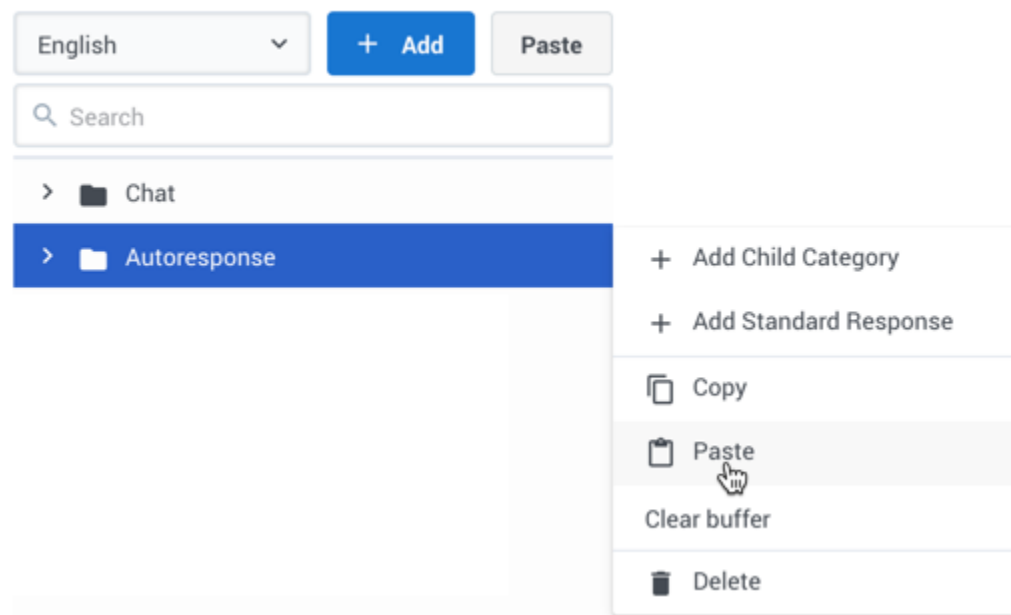 English
+ Add
Paste
Search
Chat
Autoresponse
+ Add Child Category
+ Add Standard Response
Copy
Paste
Clear buffer
Delete